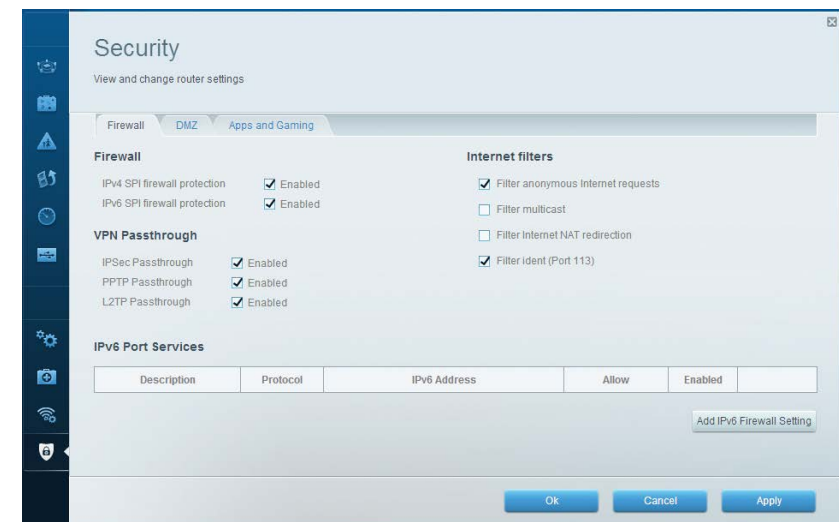 Security
View and change router settings
Firewall DMZ Apps and Gaming
Firewall
IPv4 SPI firewall protection Enabled
IPv6 SPI firewall protection Enabled
VPN Passthrough
IPSec Passthrough Enabled
PPTP Passthrough Enabled
L2TP Passthrough Enabled
Internet filters
Filter anonymous Internet requests
Filter multicast
Filter Internet NAT redirection
Filter ident (Port 113)
IPv6 Port Services
Description Protocol IPv6 Address Allow Enabled
Add IPv6 Firewall Setting
Ok Cancel Apply